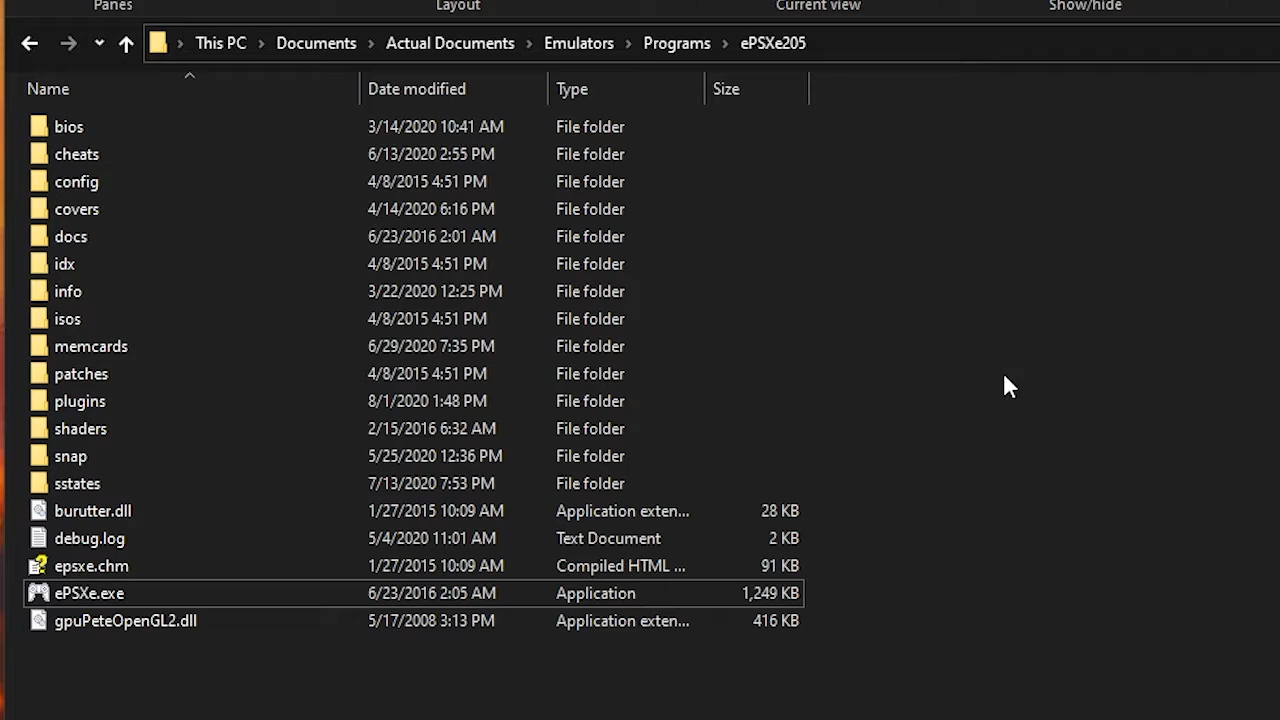 Panes Layout Current view Show/hide
This PC Documents Actual Documents Emulators Programs ePSXe205
Name Date modified Type Size
bios 3/14/2020 10:41 AM File folder
cheats 6/13/2020 2:55 PM File folder
config 4/8/2015 4:51 PM File folder
covers 4/14/2020 6:16 PM File folder
docs 6/23/2016 2:01 AM File folder
idx 4/8/2015 4:51 PM File folder
info 3/22/2020 12:25 PM File folder
isos 4/8/2015 4:51 PM File folder
memcards 6/29/2020 7:35 PM File folder
patches 4/8/2015 4:51 PM File folder
plugins 8/1/2020 1:48 PM File folder
shaders 2/15/2016 6:32 AM File folder
snap 5/25/2020 12:36 PM File folder
sstates 7/13/2020 7:53 PM File folder
burutter.dll 1/27/2015 10:09 AM Application exten... 28 KB
debug.log 5/4/2020 11:01 AM Text Document 2 KB
epsxe.chm 1/27/2015 10:09 AM Compiled HTML ... 91 KB
ePSXe.exe 6/23/2016 2:05 AM Application 1,249 KB
gpuPeteOpenGL2.dll 5/17/2008 3:13 PM Application exten... 416 KB